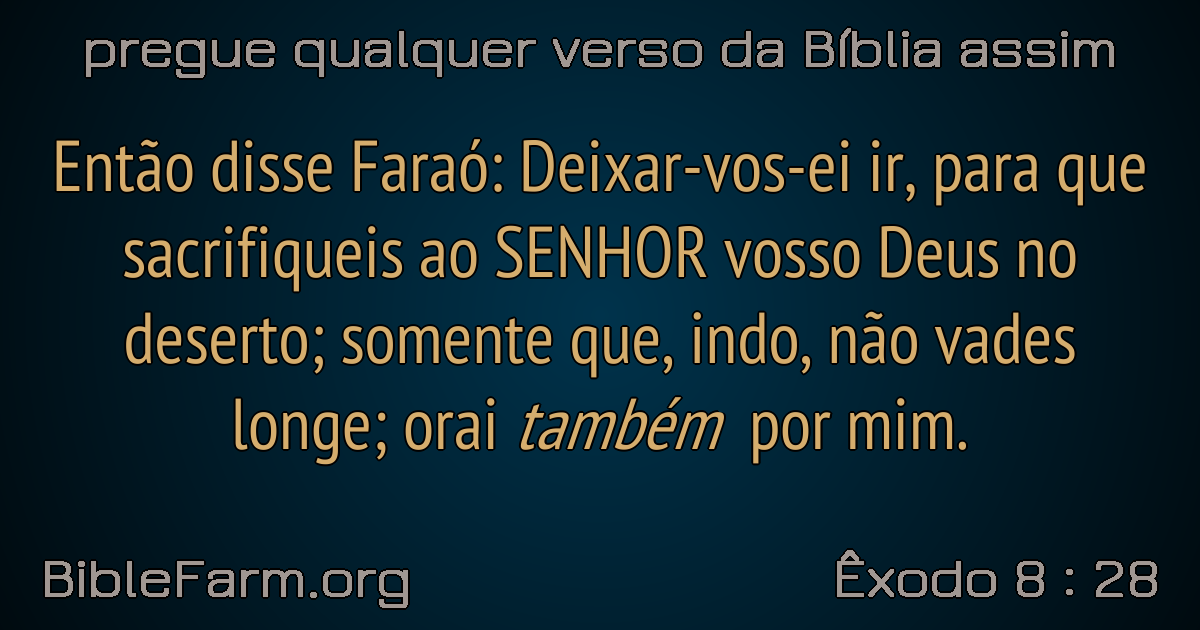 pregue qualquer verso da Bíblia assim
Então disse Faraó: Deixar-vos-ei ir, para que
sacrifiqueis ao SENHOR vosso Deus no
deserto; somente que, indo, não vades
longe; orai também por mim.
BibleFarm.org
Êxodo 8 : 28